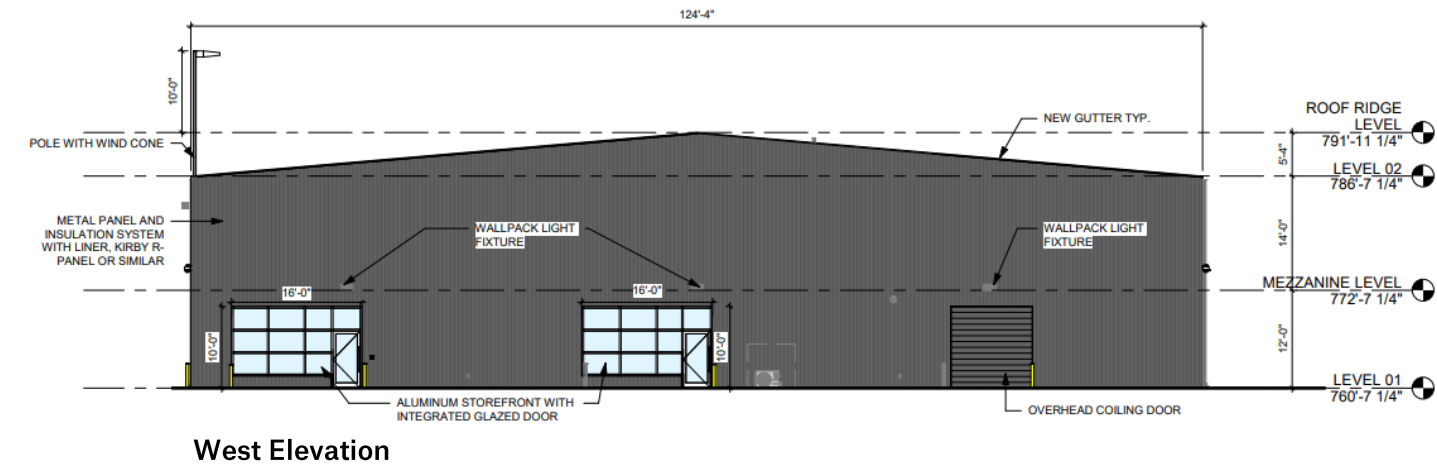 124'-4"
10'-0"
POLE WITH WIND CONE
NEW GUTTER TYP.
ROOF RIDGE
LEVEL
791'-11 1/4"
5'-4"
LEVEL 02
786'-7 1/4"
METAL PANEL AND
INSULATION SYSTEM
WITH LINER, KIRBY R-
PANEL OR SIMILAR
WALLPACK LIGHT
FIXTURE
WALLPACK LIGHT
FIXTURE
14'-0"
MEZZANINE LEVEL
772'-7 1/4"
16'-0"
16'-0"
10'-0"
10'-0"
12'-0"
LEVEL 01
760'-7 1/4"
ALUMINUM STOREFRONT WITH
INTEGRATED GLAZED DOOR
OVERHEAD COILING DOOR
West Elevation